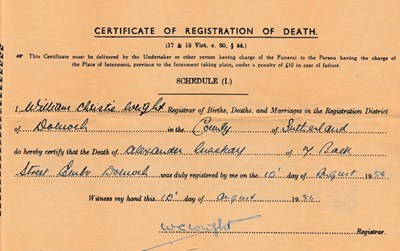 CERTIFICATE OF REGISTRATION OF DEATH.
(17 & 18 Vict. c. 80, § 44.)
☞ This Certificate must be delivered by the Undertaker or other person having charge of the Funeral to the Person having the charge of
the Place of Interment, previous to the Interment taking place, under a penalty of £10 in case of failure
SCHEDULE (I.)
I William Christie Wright Registrar of Births, Deaths, and Marriages in the Registration District
of Dornoch in the County of Sutherland
do hereby certify that the Death of Alexander Mackay of 7 Back
Street Embo Dornoch was duly registered by me on the 10' day of August 19
Witness my hand this 10' day of August 19
WCWright
Registrar.